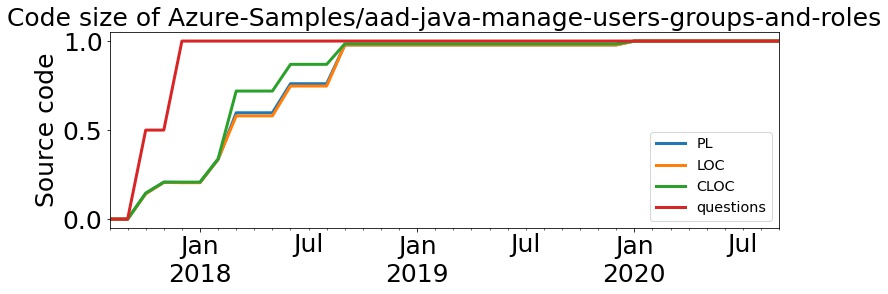 Code size of Azure-Samples/aad-java-manage-users-groups-and-roles
Source code
1.0
0.5
0.0
PL
LOC
CLOC
questions
Jan
2018
Jul
Jan
2019
Jul
Jan
2020
Jul